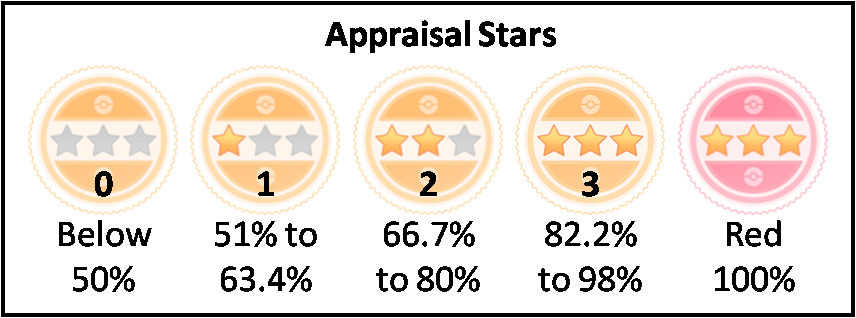 Appraisal Stars
0 1 2 3
Below 51% to 66.7% 82.2% Red
50% 63.4% to 80% to 98% 100%